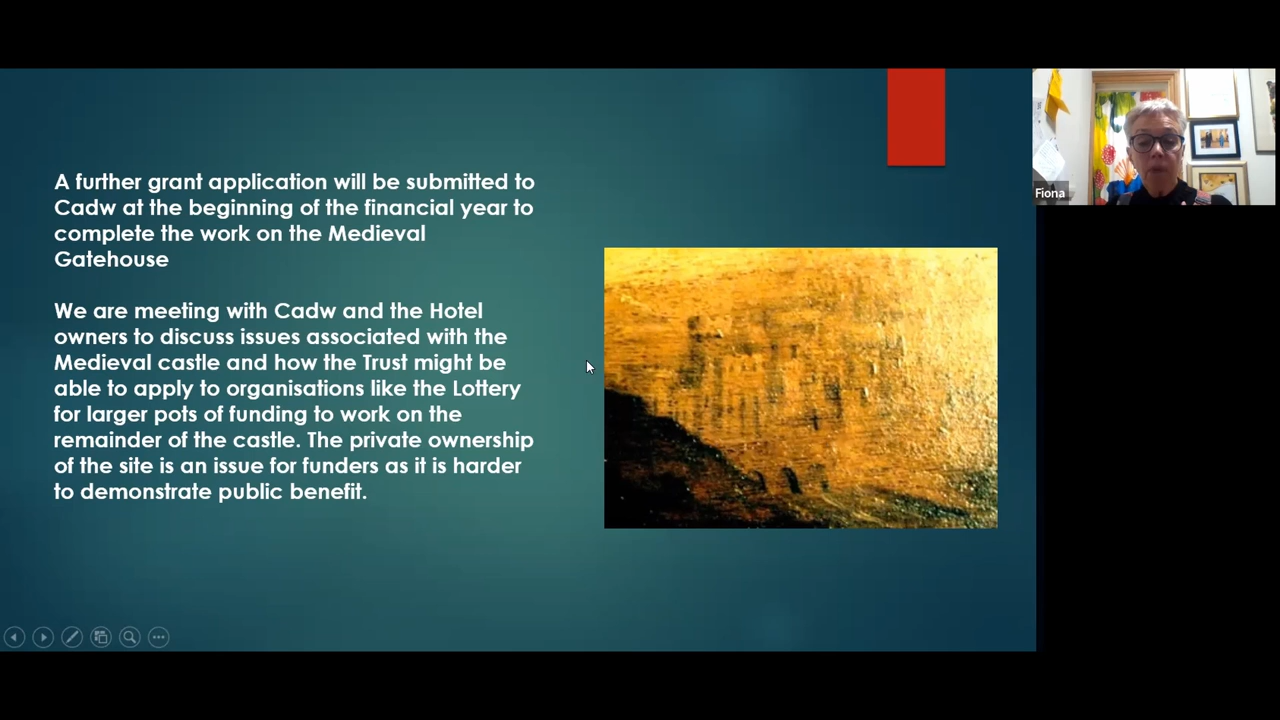 A further grant application will be submitted to
Cadw at the beginning of the financial year to
complete the work on the Medieval
Gatehouse
We are meeting with Cadw and the Hotel
owners to discuss issues associated with the
Medieval castle and how the Trust might be
able to apply to organisations like the Lottery
for larger pots of funding to work on the
remainder of the castle. The private ownership
of the site is an issue for funders as it is harder
to demonstrate public benefit.
Fiona